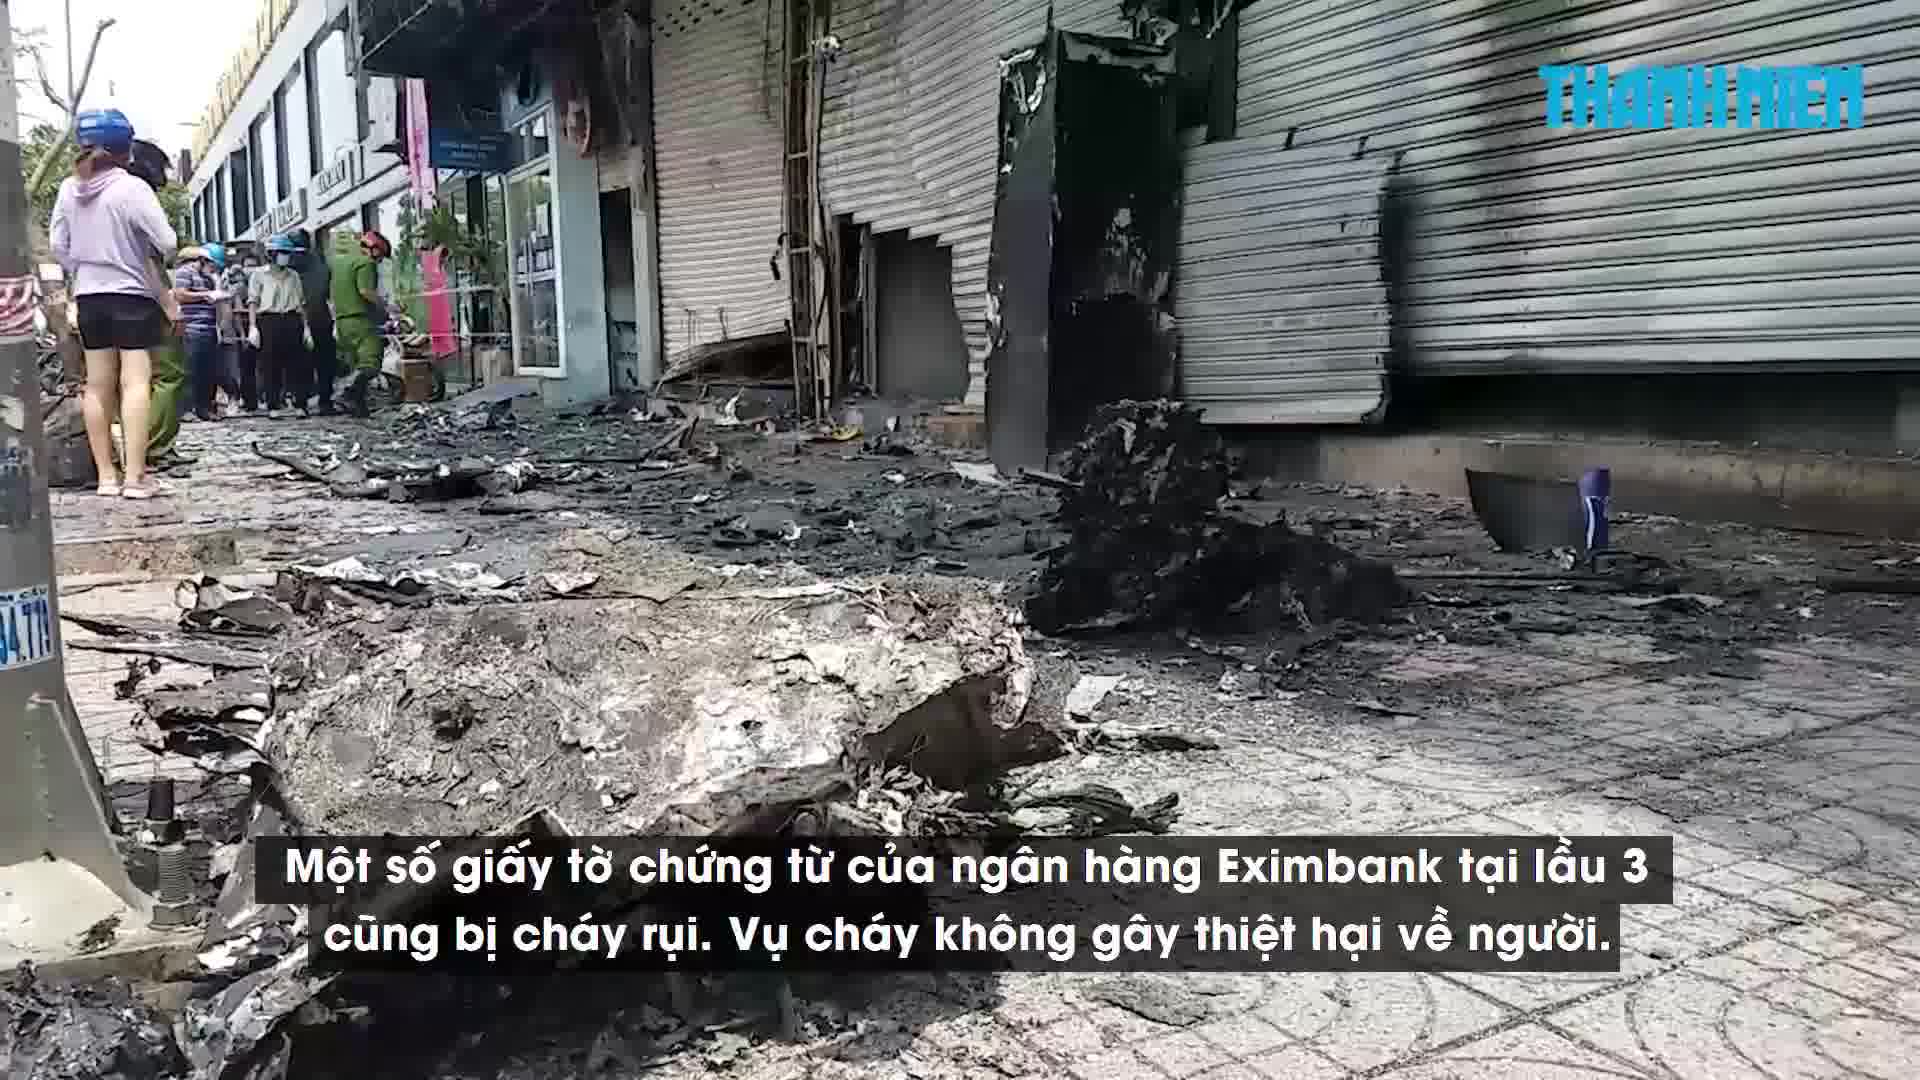 THANH NIÊN
Một số giấy tờ chứng từ của ngân hàng Eximbank tại lầu 3
cũng bị cháy rụi. Vụ cháy không gây thiệt hại về người.